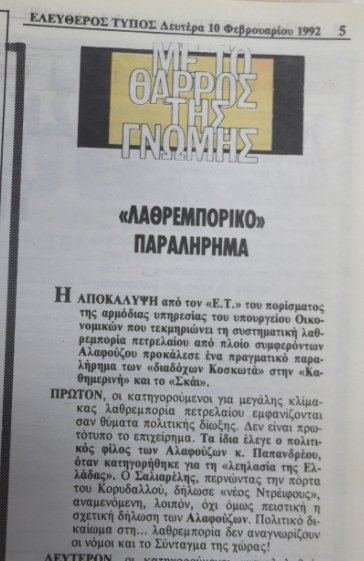 ΕΛΕΥΘΕΡΟΣ ΤΥΠΟΣ Δευτέρα 10 Φεβρουαρίου 1992 5
ΜΕ ΤΟ
ΘΑΡΡΟΣ
ΤΗΣ
ΓΝΩΜΗΣ
«ΛΑΘΡΕΜΠΟΡΙΚΟ»
ΠΑΡΑΛΗΡΗΜΑ
Η ΑΠΟΚΑΛΥΨΗ από τον «Ε.Τ.» του πορίσματος
της αρμόδιας υπηρεσίας του υπουργείου Οικο-
νομικών που τεκμηριώνει τη συστηματική λαθ-
ρεμπορία πετρελαίου από πλοίο συμφερόντων
Αλαφούζου προκάλεσε ένα πραγματικό παρα-
λήρημα των «διαδόχων Κοσκωτά» στην «Κα-
θημερινή» και το «Σκάι».
ΠΡΩΤΟΝ, οι κατηγορούμενοι για μεγάλης κλίμα-
κας λαθρεμπορία πετρελαίου εμφανίζονται
σαν θύματα πολιτικής δίωξης. Δεν είναι πρω-
τότυπο το επιχείρημα. Τα ίδια έλεγε ο πολιτι-
κός φίλος των Αλαφούζων κ. Παπανδρέου,
όταν κατηγορήθηκε για τη «λεηλασία της Ελ-
λάδας». Ο Σαλιαρέλης, περνώντας την πόρτα
του Κορυδαλλού, δήλωσε «νέος Ντρέιφους»,
αναμενόμενη, λοιπόν, όχι όμως πειστική η
σχετική δήλωση των Αλαφούζων. Πολιτικό δι-
καίωμα στη... λαθρεμπορία δεν αναγνωρίζουν
οι νόμοι και το Σύνταγμα της χώρας!
ΔΕΥΤΕΡΟΝ, οι